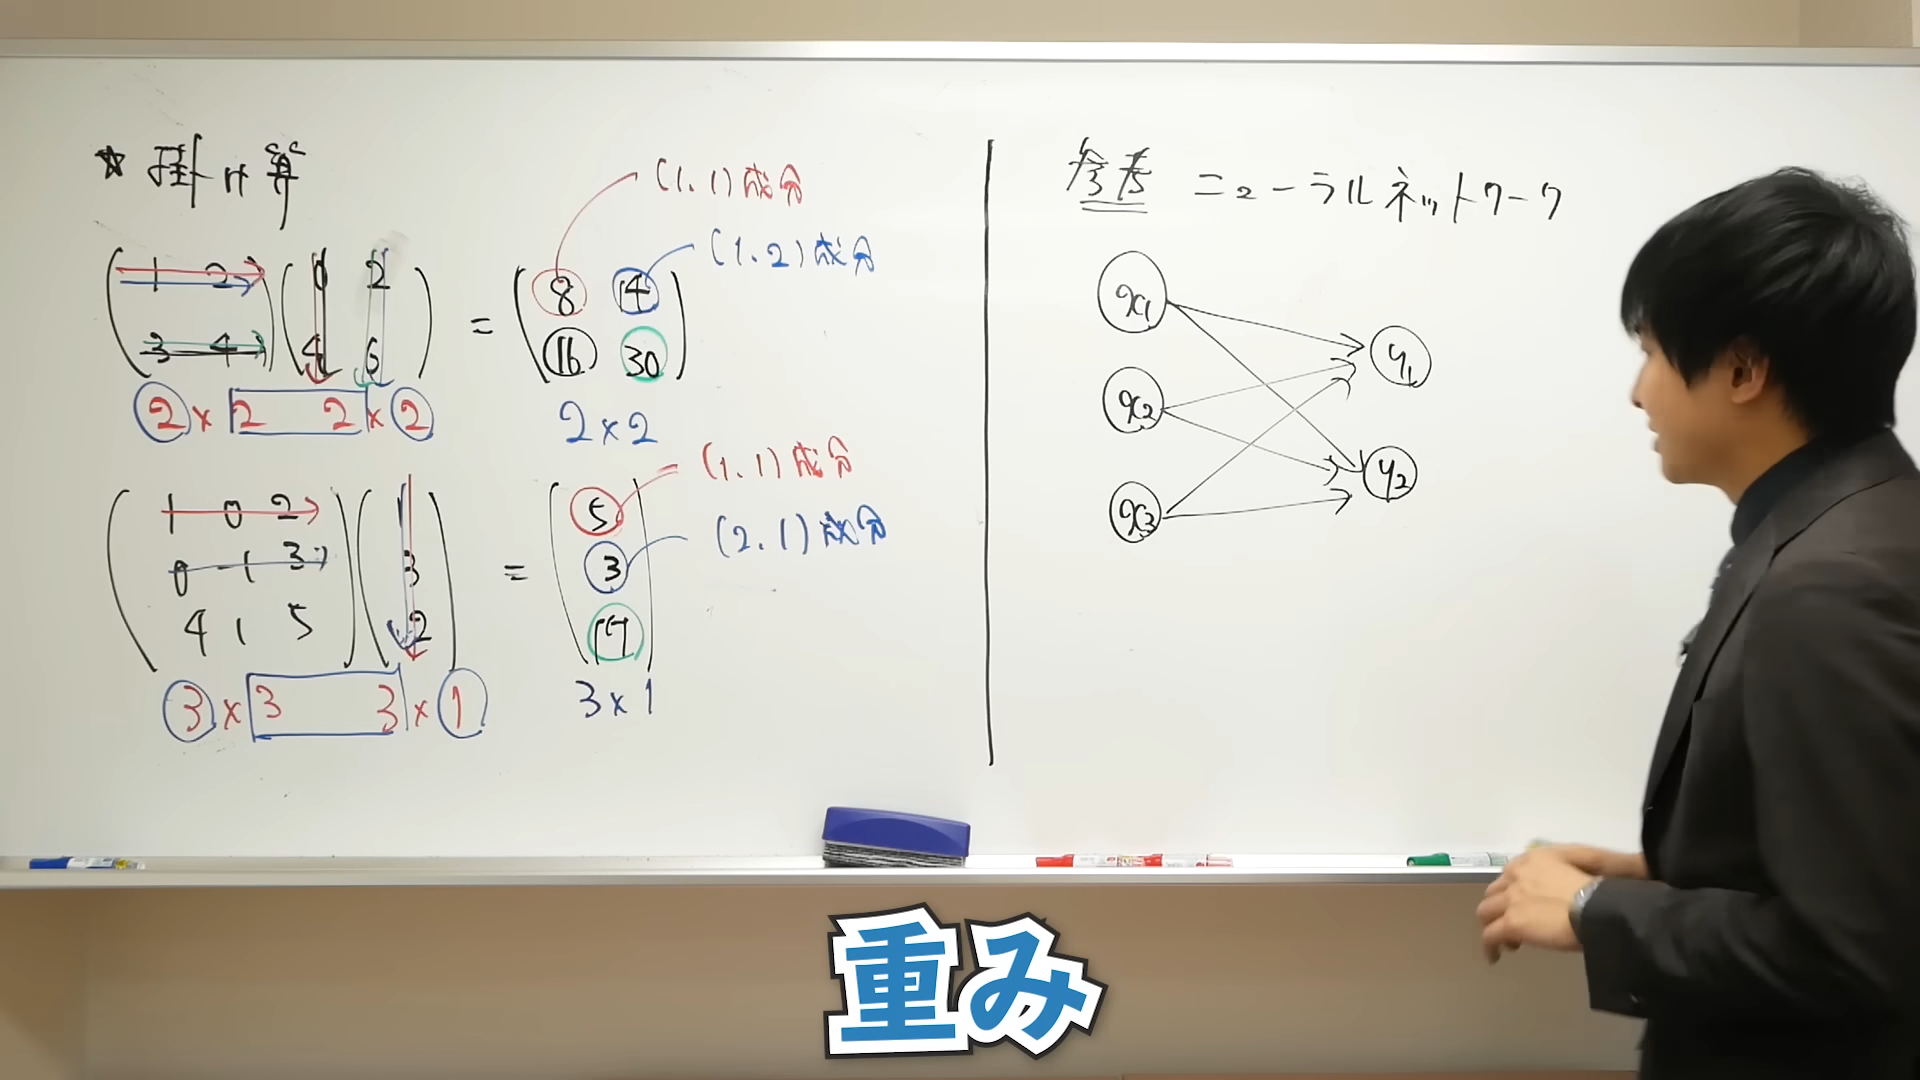 ★ 掛け算
(1.1)成分
(1.2)成分
1 2 0 2 = 8 14
3 4 4 6 16 30
2×2 2×2 2×2
(1.1)成分
(2.1)成分
1 0 2 1 5
0 -1 3 3 = 3
4 1 5 2 17
3×3 3×1 3×1
参考 ニューラルネットワーク
x1
y1
x2
y2
x3
重み